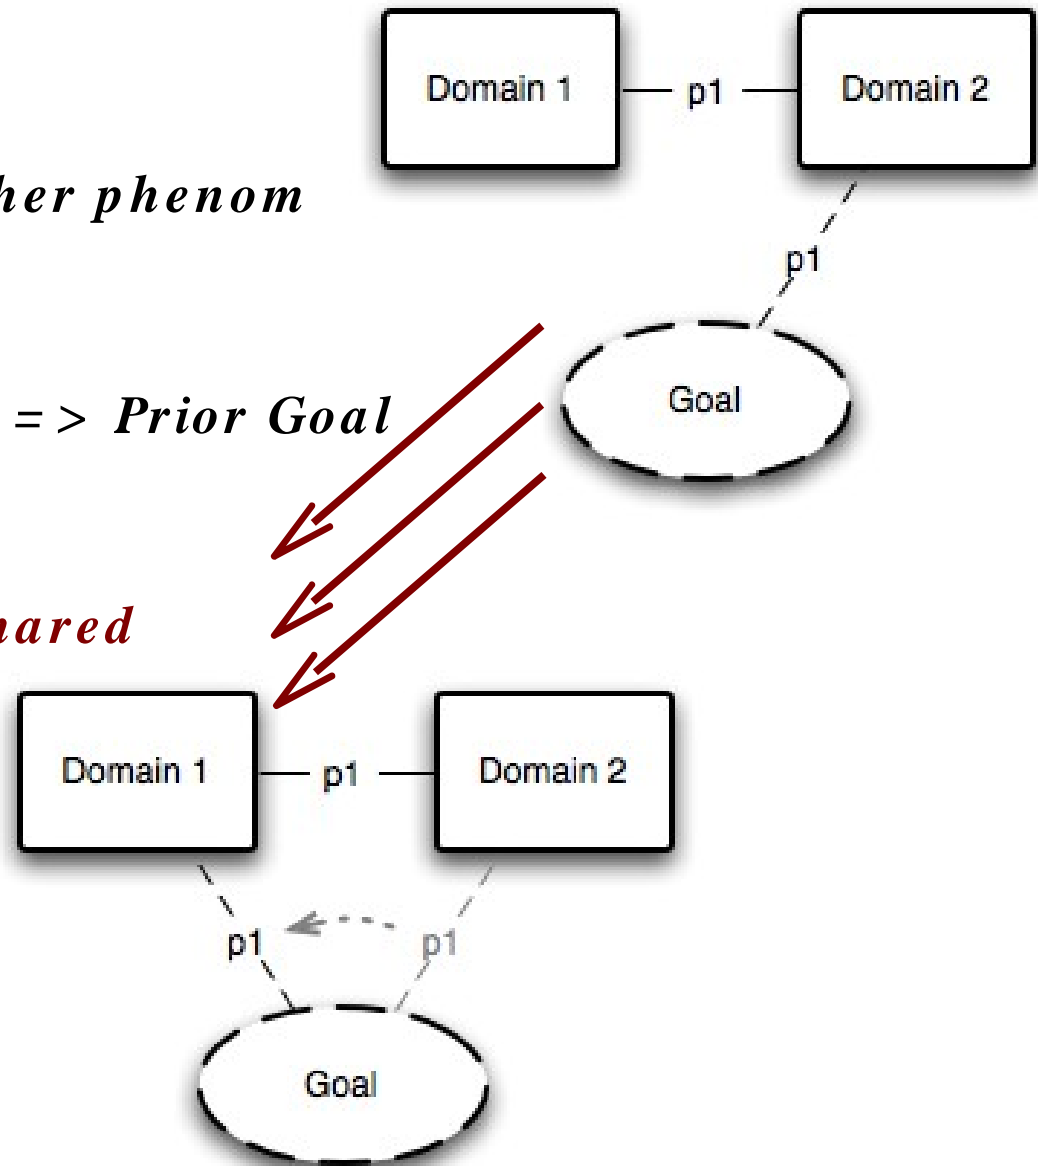 Domain 1 p1 Domain 2
her phenom
p1
=> Prior Goal
Goal
hared
Domain 1 p1 Domain 2
p1 p1
Goal